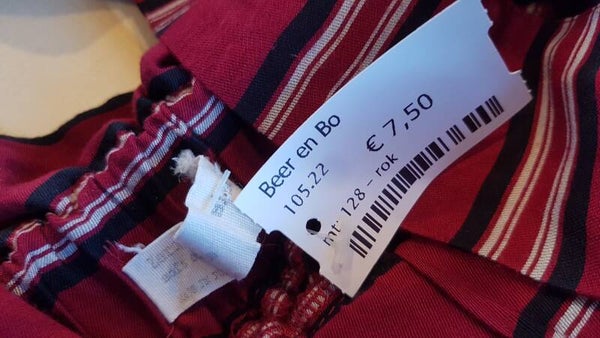 Beer en Bo
105.22
€ 7,50
mt: 128 - rok